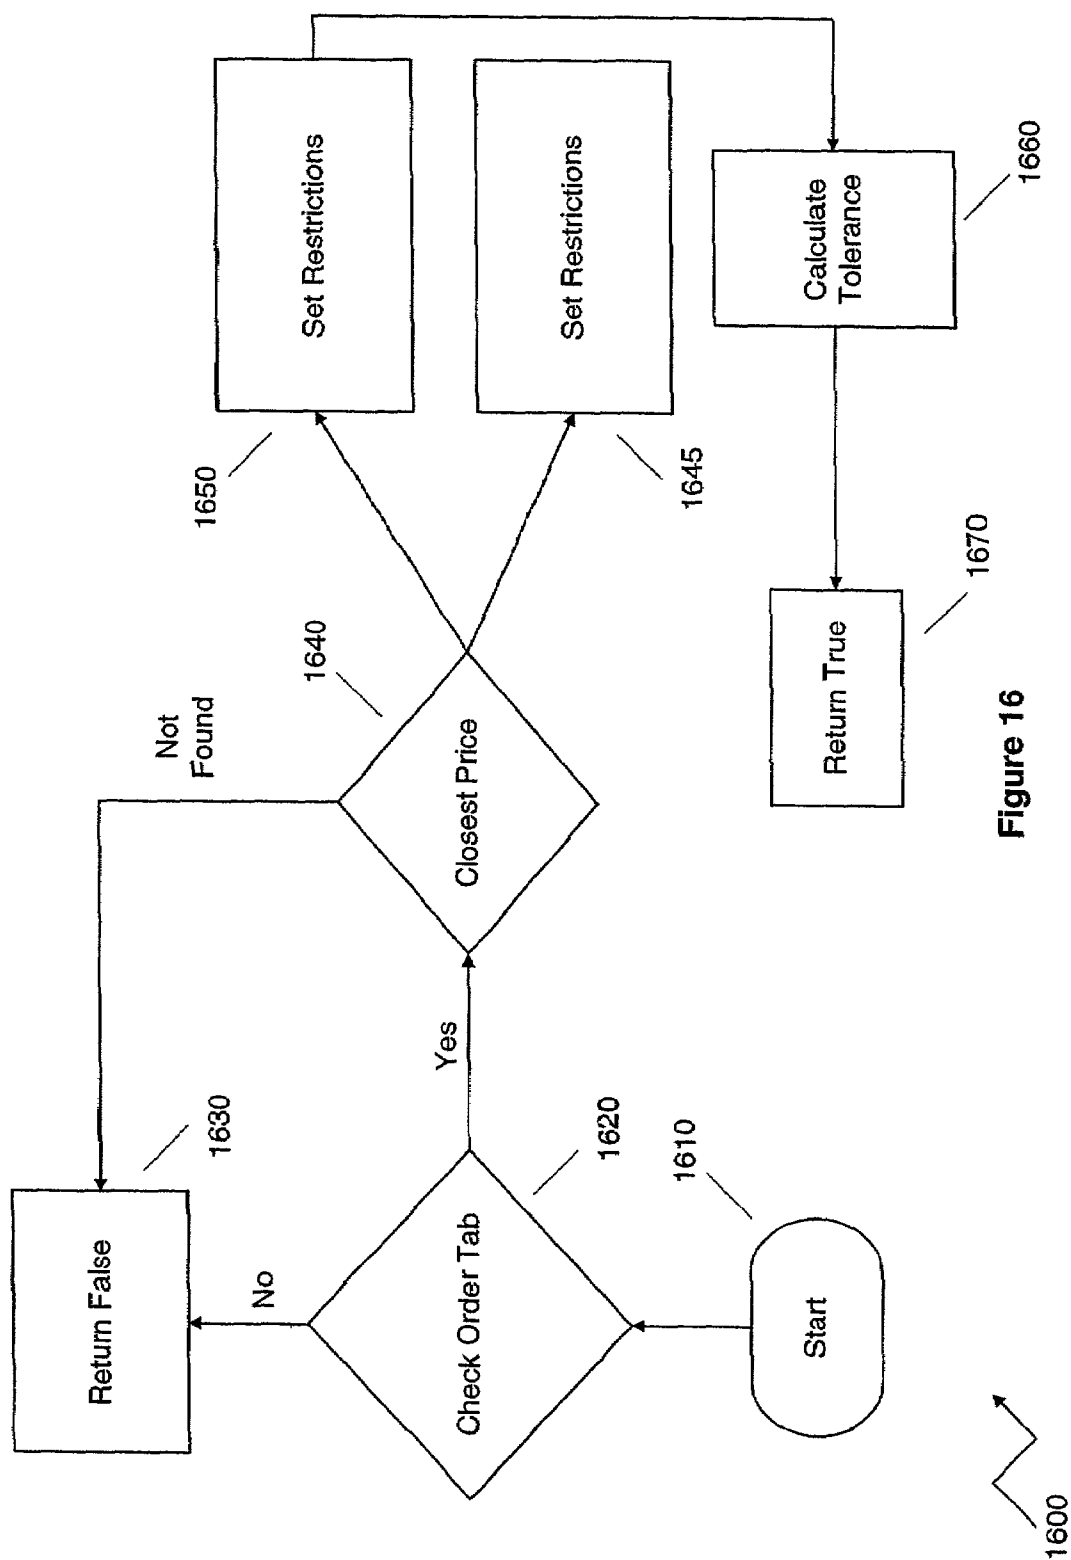 Return False
1630
No
Not
Found
Check Order Tab
1620
Yes
Closest Price
1640
Set Restrictions
1650
Set Restrictions
1645
Start
1610
Return True
1670
Calculate
Tolerance
1660
1600
Figure 16